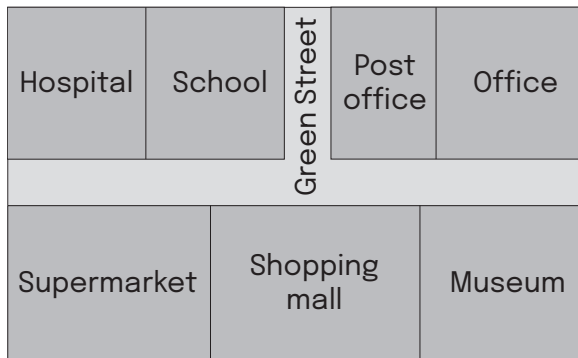 Hospital
School
Green Street
Post
office
Office
Supermarket
Shopping
mall
Museum